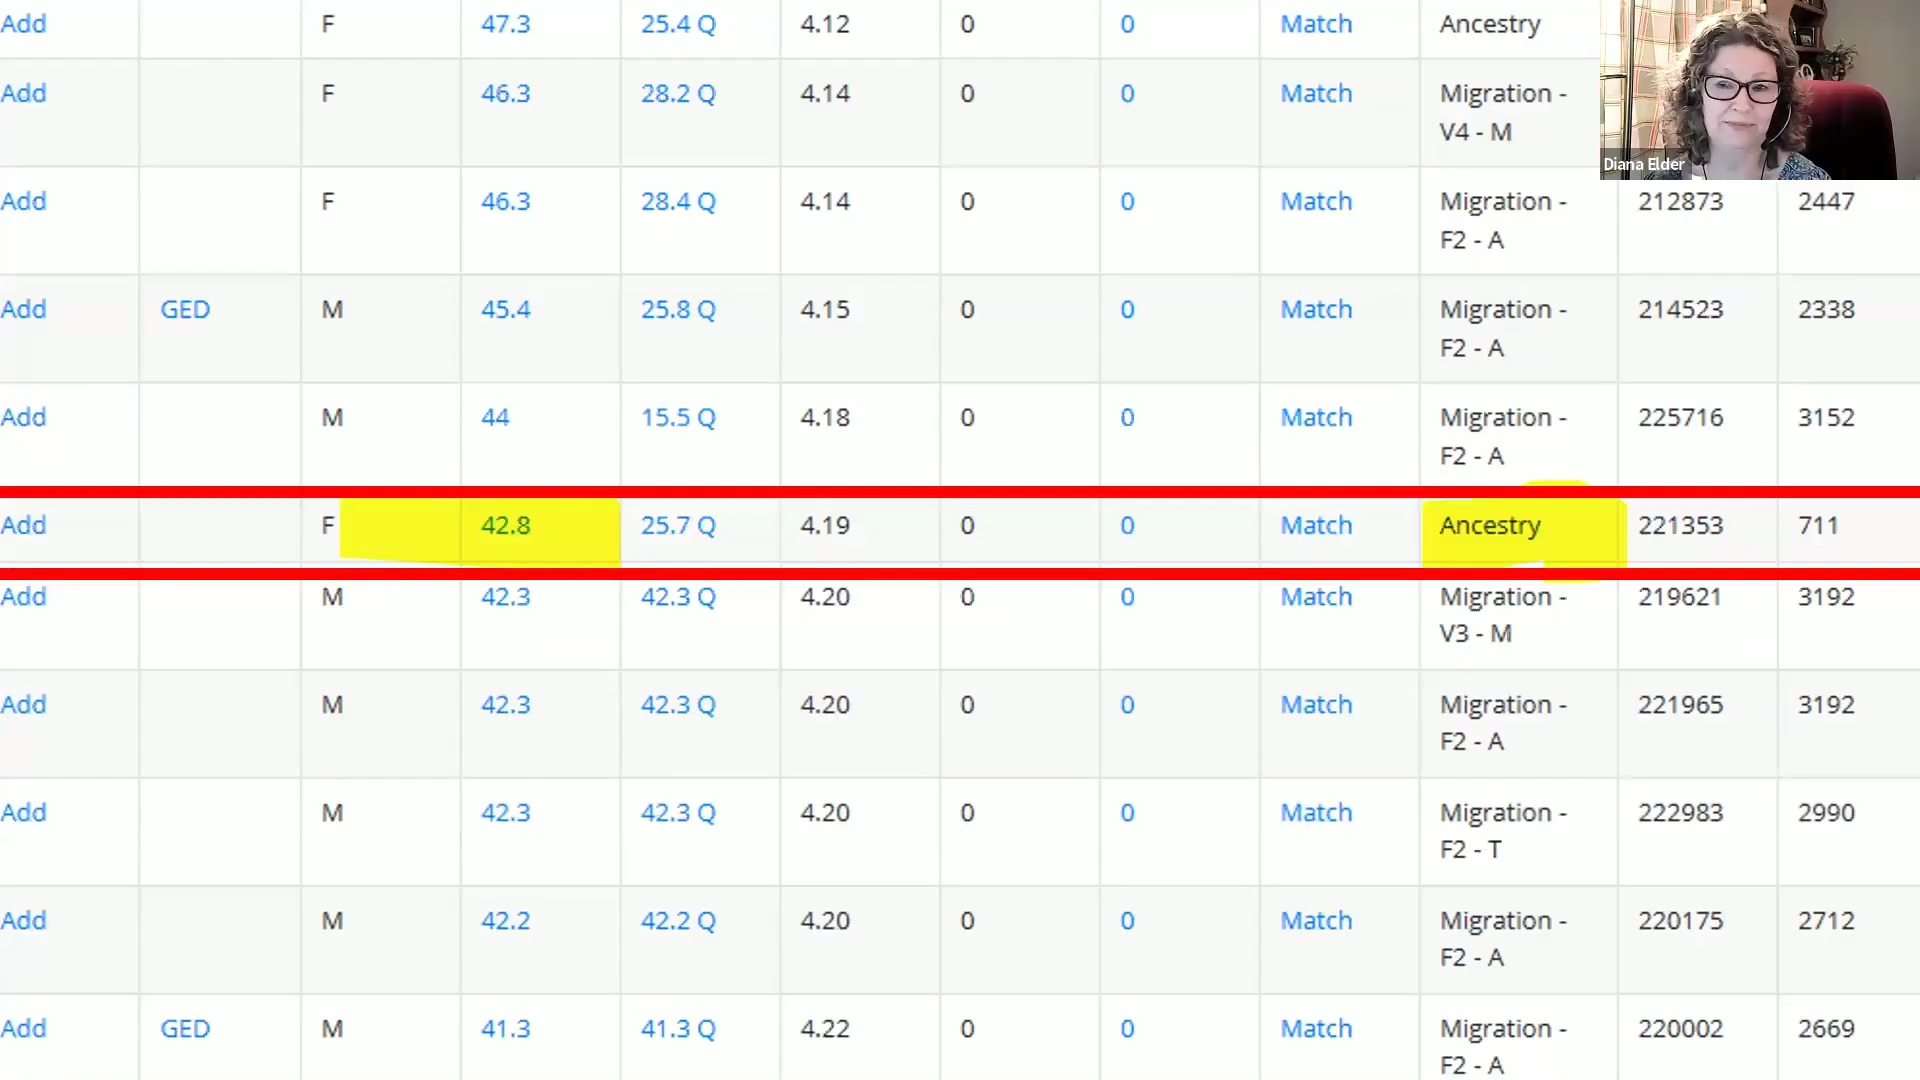 Add F 47.3 25.4 Q 4.12 0 0 Match Ancestry
Add F 46.3 28.2 Q 4.14 0 0 Match Migration -
V4 - M
Diana Elder
Add F 46.3 28.4 Q 4.14 0 0 Match Migration - 212873 2447
F2 - A
Add GED M 45.4 25.8 Q 4.15 0 0 Match Migration - 214523 2338
F2 - A
Add M 44 15.5 Q 4.18 0 0 Match Migration - 225716 3152
F2 - A
Add F 42.8 25.7 Q 4.19 0 0 Match Ancestry 221353 711
Add M 42.3 42.3 Q 4.20 0 0 Match Migration - 219621 3192
V3 - M
Add M 42.3 42.3 Q 4.20 0 0 Match Migration - 221965 3192
F2 - A
Add M 42.3 42.3 Q 4.20 0 0 Match Migration - 222983 2990
F2 - T
Add M 42.2 42.2 Q 4.20 0 0 Match Migration - 220175 2712
F2 - A
Add GED M 41.3 41.3 Q 4.22 0 0 Match Migration - 220002 2669
F2 - A